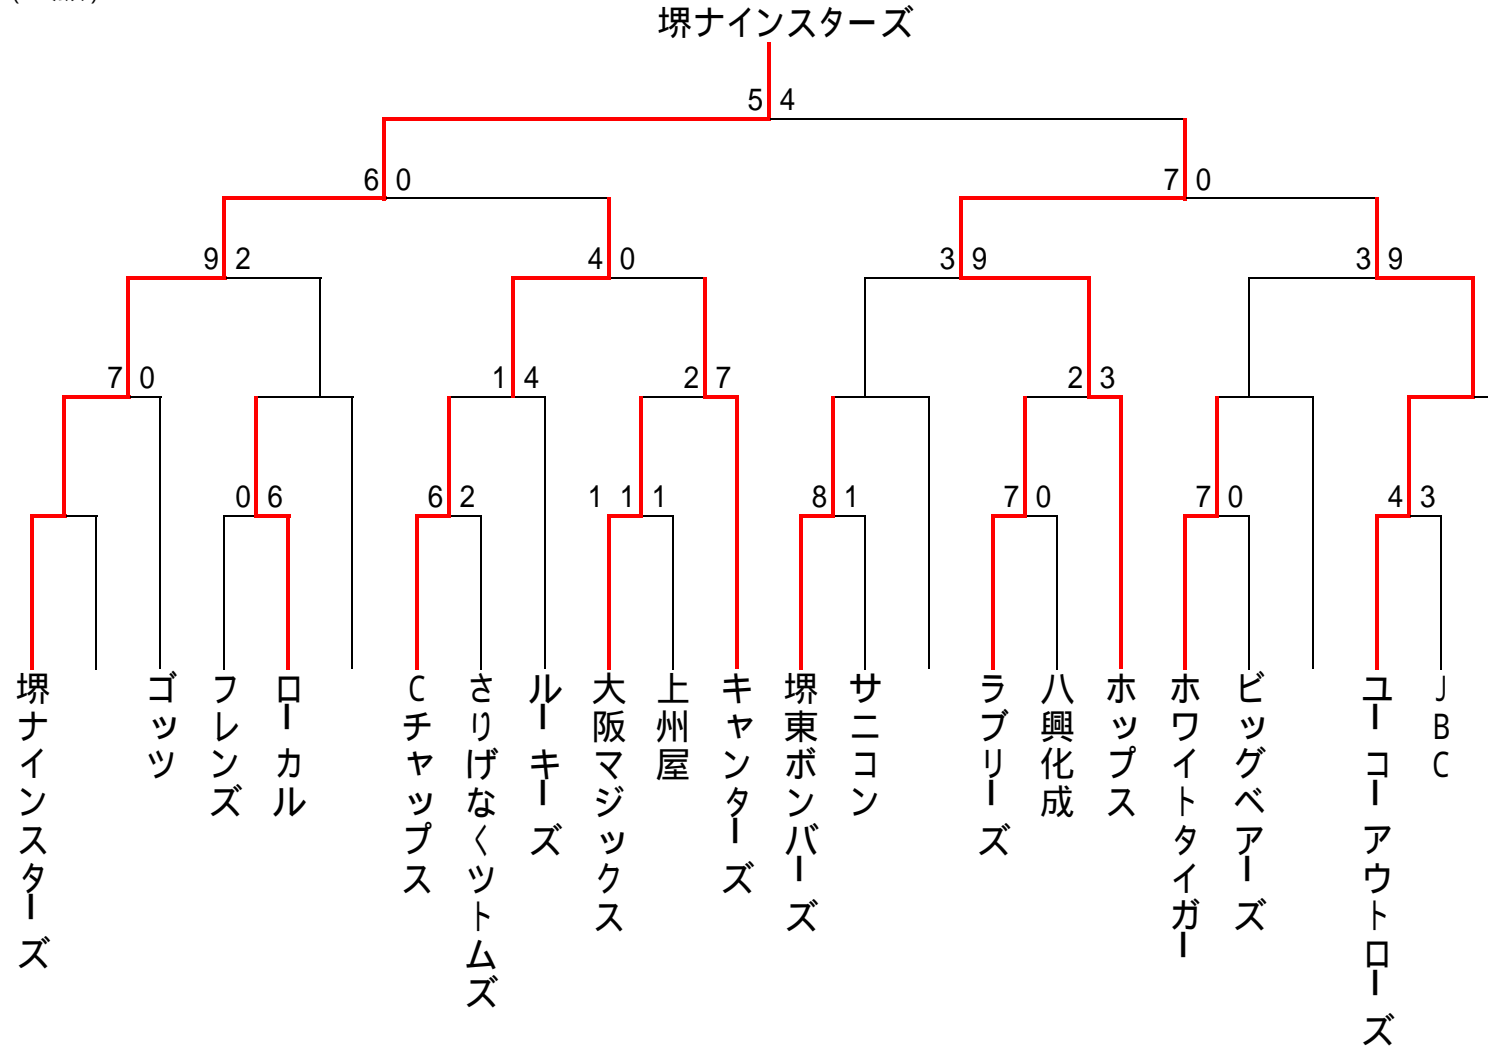 堺ナインスターズ
5 4
6 0
7 0
9 2
4 0
3 9
3 9
7 0
1 4
2 7
2 3
0 6
6 2
1 1 1
8 1
7 0
7 0
4 3
堺ナインスターズ
ゴッツ
フレンズ
ローカル
Cチャップス
さりげなくツトムズ
ルーキーズ
大阪マジックス
上州屋
キャンターズ
堺東ボンバーズ
サニコン
ラブリーズ
八興化成
ホップス
ホワイトタイガー
ビッグベアーズ
ユーコーアウトローズ
JBC